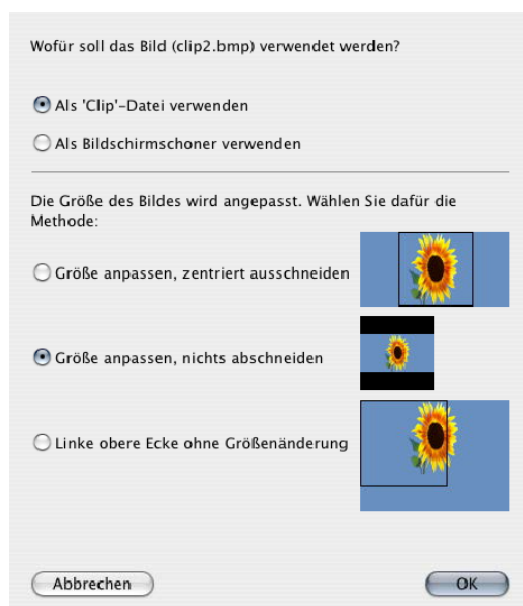 Wofür soll das Bild (clip2.bmp) verwendet werden?
Als 'Clip'-Datei verwenden
Als Bildschirmschoner verwenden
Die Größe des Bildes wird angepasst. Wählen Sie dafür die
Methode:
Größe anpassen, zentriert ausschneiden
Größe anpassen, nichts abschneiden
Linke obere Ecke ohne Größenänderung
Abbrechen
OK